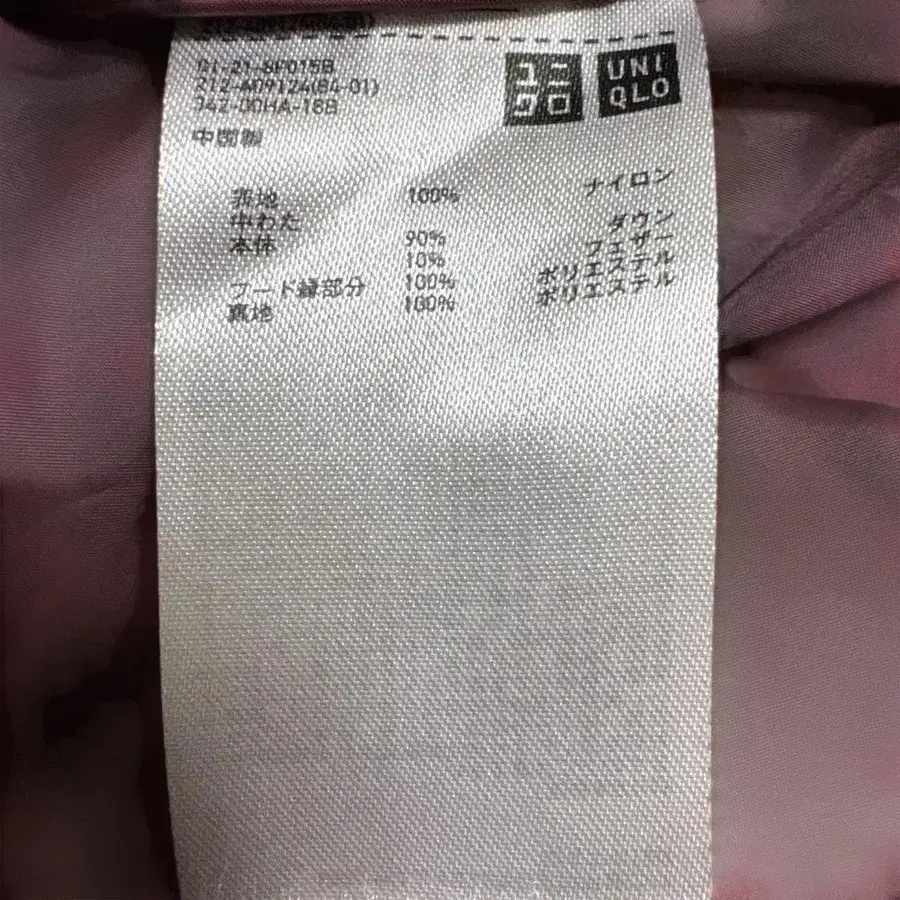 ユニ
クロ
UNI
QLO
中国製
表地 100% ナイロン
中わた
本体 90% ダウン
10% フェザー
フード縁部分 100% ポリエステル
裏地 100% ポリエステル